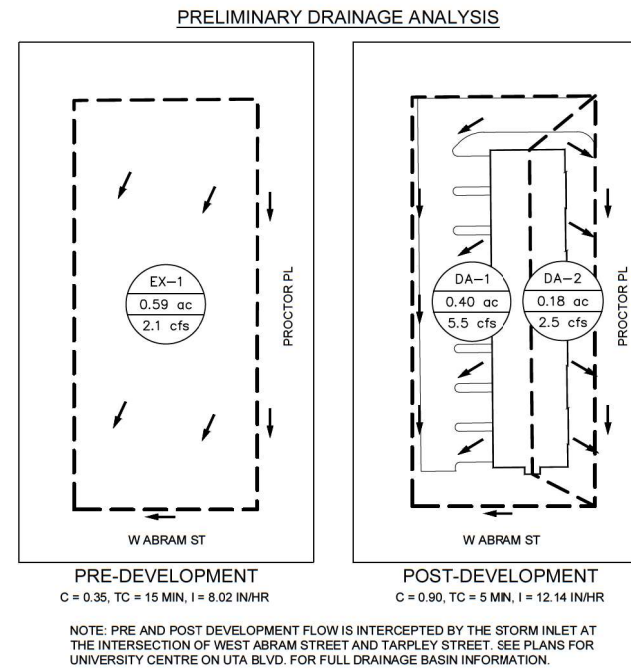 PRELIMINARY DRAINAGE ANALYSIS
EX-1
0.59 ac
2.1 cfs
PROCTOR PL
W ABRAM ST
PRE-DEVELOPMENT
C = 0.35, TC = 15 MIN, I = 8.02 IN/HR
DA-1
0.40 ac
5.5 cfs
DA-2
0.18 ac
2.5 cfs
PROCTOR PL
W ABRAM ST
POST-DEVELOPMENT
C = 0.90, TC = 5 MIN, I = 12.14 IN/HR
NOTE: PRE AND POST DEVELOPMENT FLOW IS INTERCEPTED BY THE STORM INLET AT
THE INTERSECTION OF WEST ABRAM STREET AND TARPLEY STREET. SEE PLANS FOR
UNIVERSITY CENTRE ON UTA BLVD. FOR FULL DRAINAGE BASIN INFORMATION.